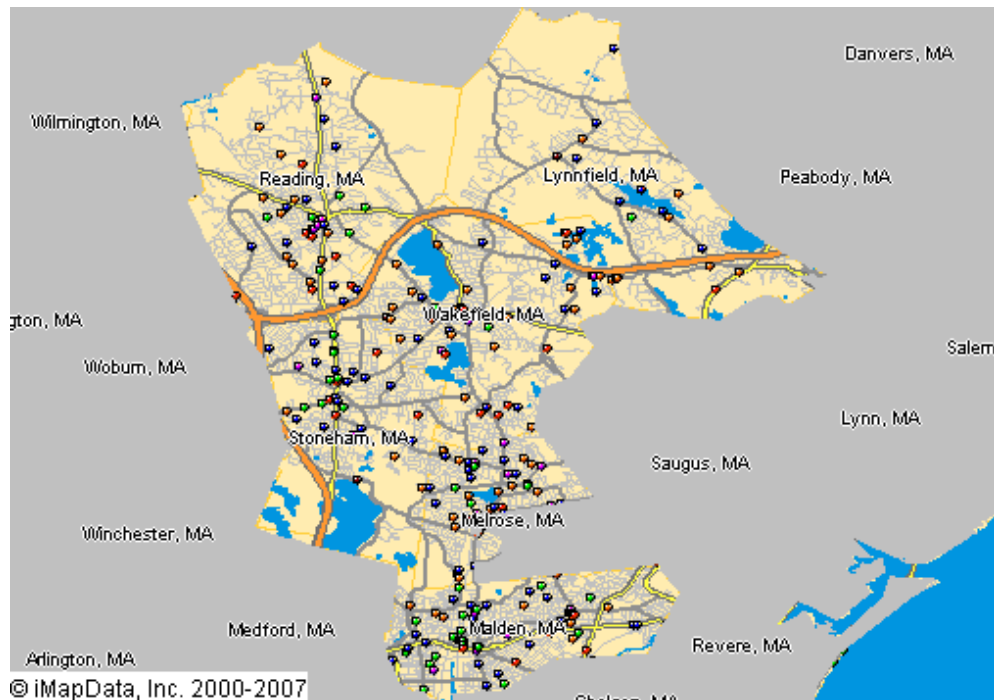 Danvers, MA
Wilmington, MA
Reading, MA
Lynnfield, MA
Peabody, MA
gton, MA
Wakefield, MA
Woburn, MA
Salem
Lynn, MA
Stoneham, MA
Saugus, MA
Winchester, MA
Melrose, MA
Medford, MA
Malden, MA
Revere, MA
Arlington, MA
© iMapData, Inc. 2000-2007